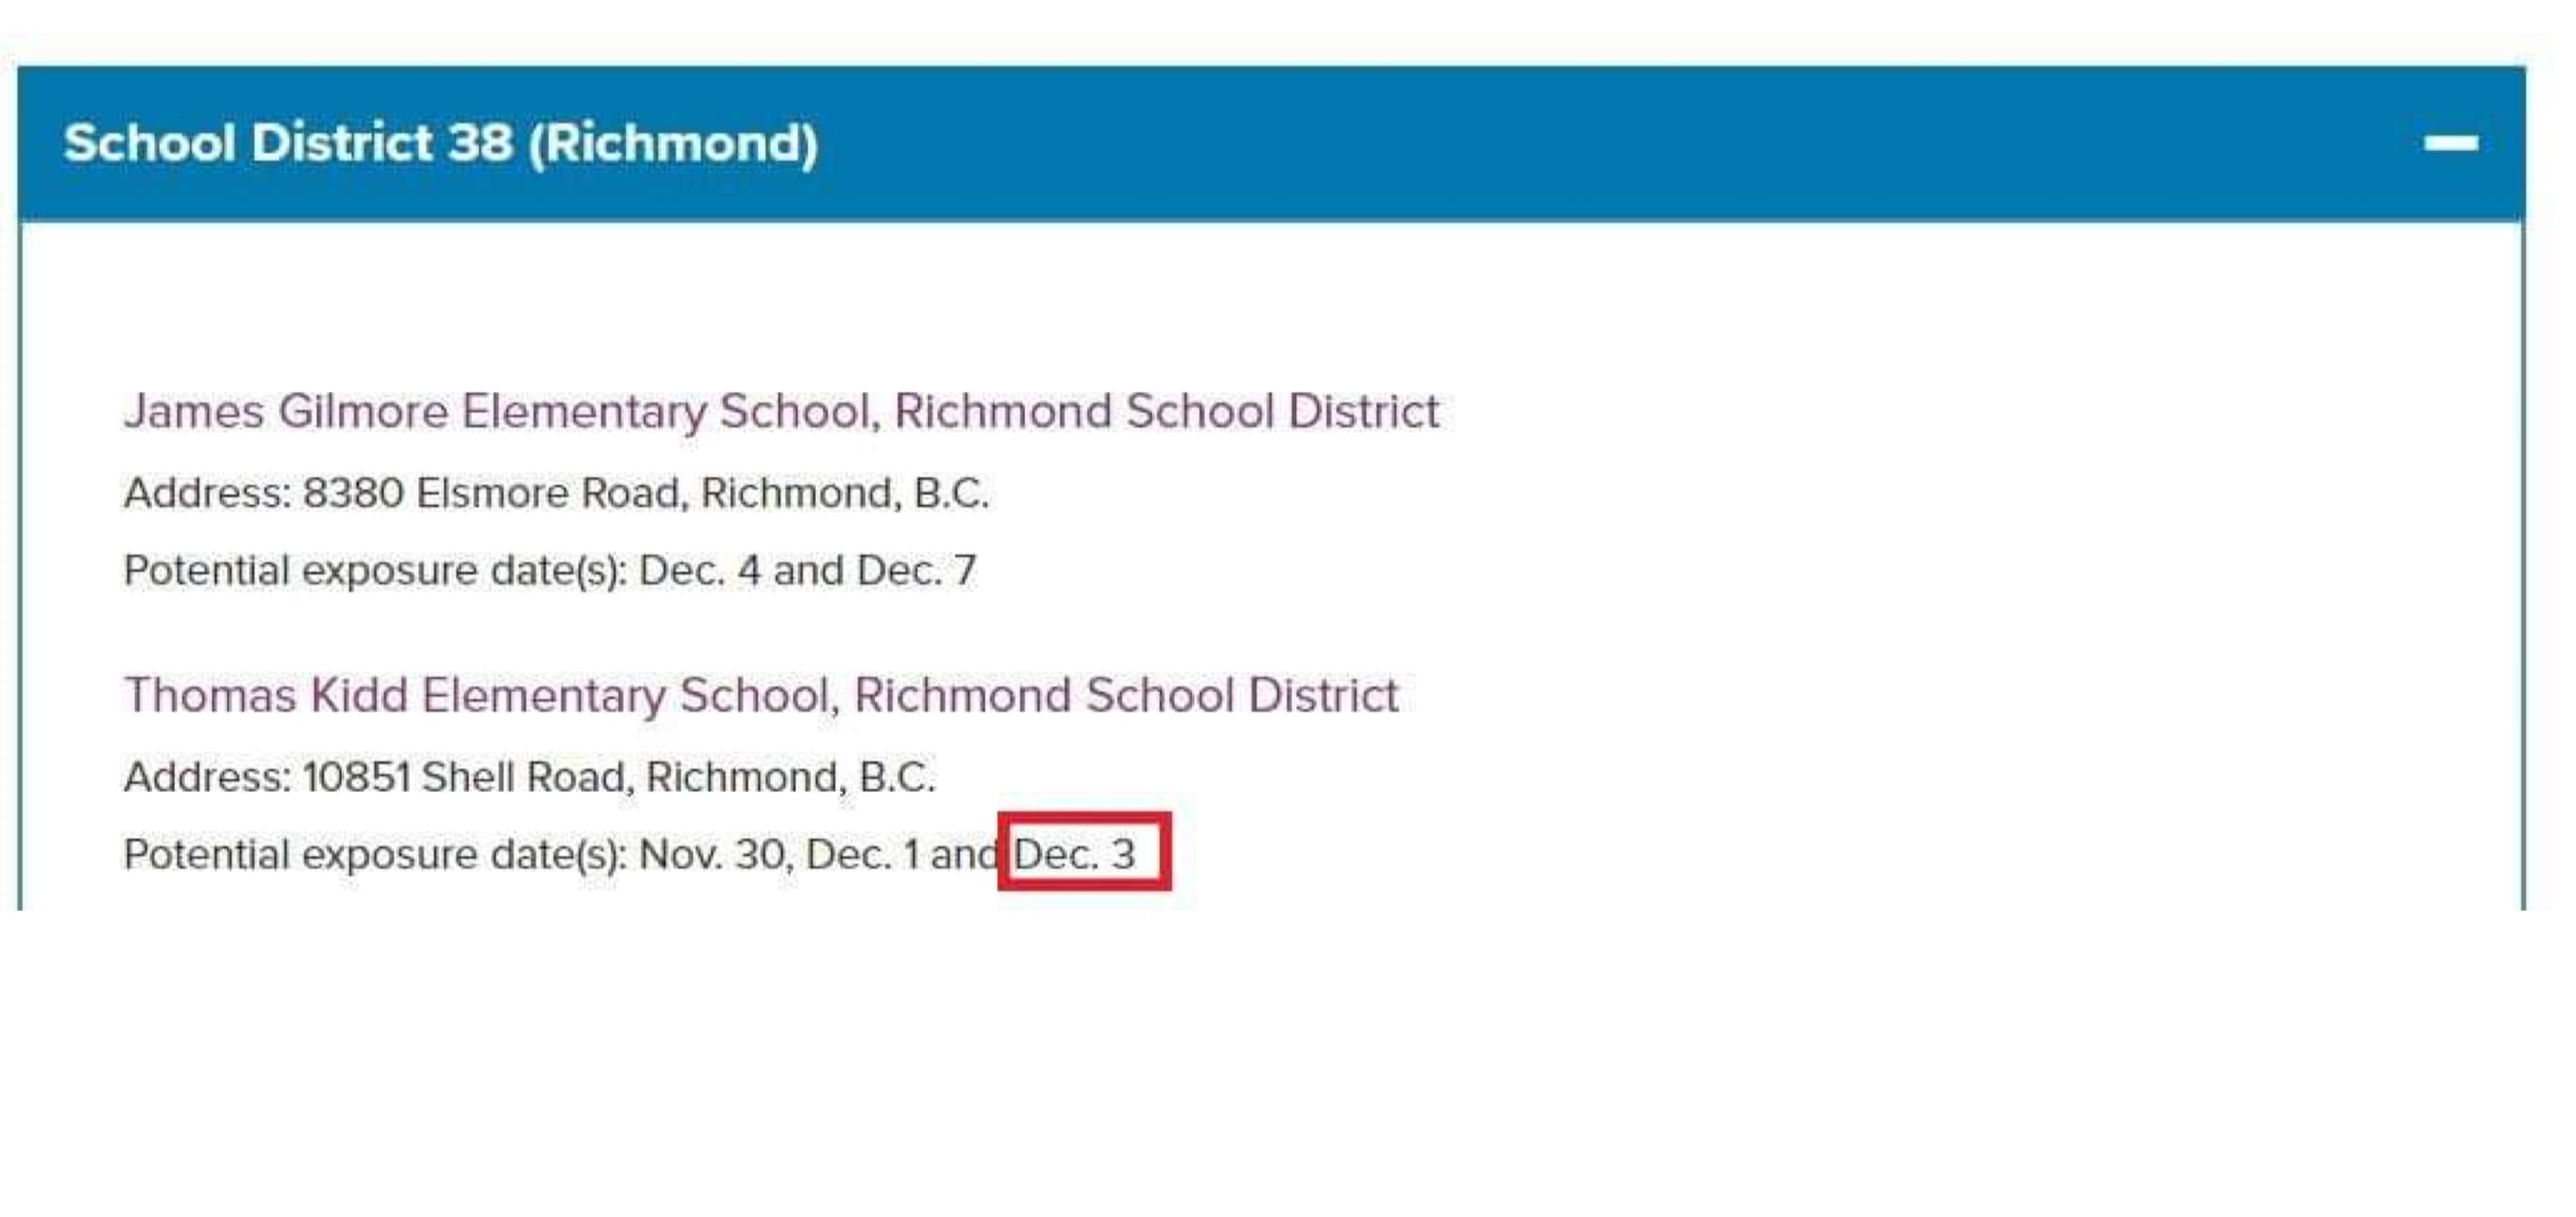 School District 38 (Richmond)
James Gilmore Elementary School, Richmond School District
Address: 8380 Elsmore Road, Richmond, B.C.
Potential exposure date(s): Dec. 4 and Dec. 7
Thomas Kidd Elementary School, Richmond School District
Address: 10851 Shell Road, Richmond, B.C.
Potential exposure date(s): Nov. 30, Dec. 1 and Dec. 3